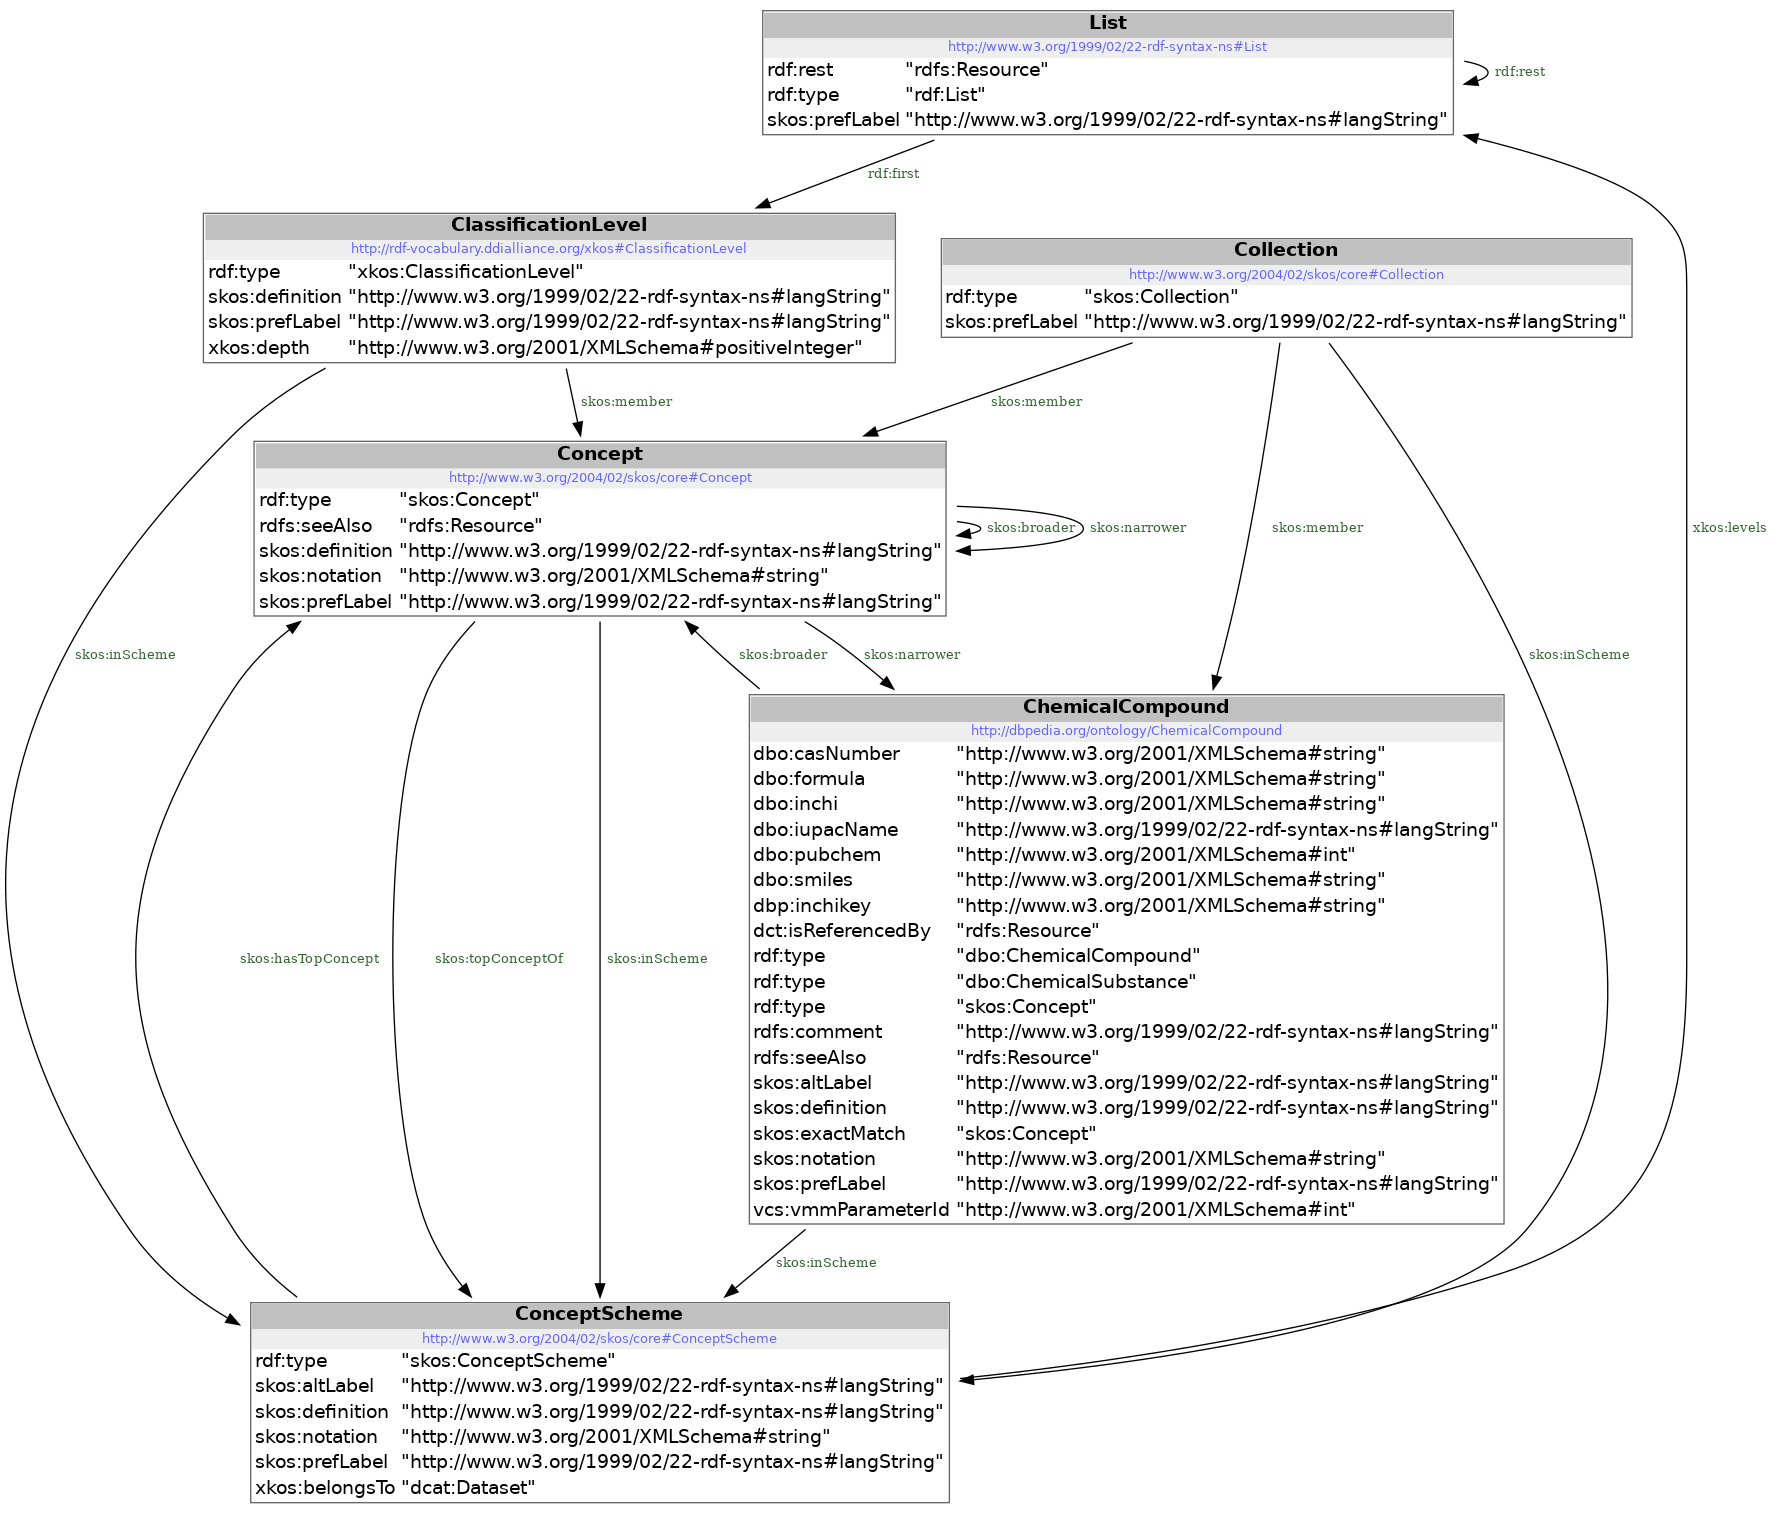 List
http://www.w3.org/1999/02/22-rdf-syntax-ns#List
rdf:rest "rdfs:Resource"
rdf:type "rdf:List"
skos:prefLabel "http://www.w3.org/1999/02/22-rdf-syntax-ns#langString"
rdf:rest
rdf:first
ClassificationLevel
http://rdf-vocabulary.ddialliance.org/xkos#ClassificationLevel
rdf:type "xkos:ClassificationLevel"
skos:definition "http://www.w3.org/1999/02/22-rdf-syntax-ns#langString"
skos:prefLabel "http://www.w3.org/1999/02/22-rdf-syntax-ns#langString"
xkos:depth "http://www.w3.org/2001/XMLSchema#positiveInteger"
Collection
http://www.w3.org/2004/02/skos/core#Collection
rdf:type "skos:Collection"
skos:prefLabel "http://www.w3.org/1999/02/22-rdf-syntax-ns#langString"
skos:member
skos:member
Concept
http://www.w3.org/2004/02/skos/core#Concept
rdf:type "skos:Concept"
rdfs:seeAlso "rdfs:Resource"
skos:definition "http://www.w3.org/1999/02/22-rdf-syntax-ns#langString"
skos:notation "http://www.w3.org/2001/XMLSchema#string"
skos:prefLabel "http://www.w3.org/1999/02/22-rdf-syntax-ns#langString"
skos:broader
skos:narrower
skos:member
xkos:levels
skos:inScheme
skos:broader
skos:narrower
skos:inScheme
ChemicalCompound
http://dbpedia.org/ontology/ChemicalCompound
dbo:casNumber "http://www.w3.org/2001/XMLSchema#string"
dbo:formula "http://www.w3.org/2001/XMLSchema#string"
dbo:inchi "http://www.w3.org/2001/XMLSchema#string"
dbo:iupacName "http://www.w3.org/1999/02/22-rdf-syntax-ns#langString"
dbo:pubchem "http://www.w3.org/2001/XMLSchema#int"
dbo:smiles "http://www.w3.org/2001/XMLSchema#string"
dbp:inchikey "http://www.w3.org/2001/XMLSchema#string"
dct:isReferencedBy "rdfs:Resource"
rdf:type "dbo:ChemicalCompound"
rdf:type "dbo:ChemicalSubstance"
rdf:type "skos:Concept"
rdfs:comment "http://www.w3.org/1999/02/22-rdf-syntax-ns#langString"
rdfs:seeAlso "rdfs:Resource"
skos:altLabel "http://www.w3.org/1999/02/22-rdf-syntax-ns#langString"
skos:definition "http://www.w3.org/1999/02/22-rdf-syntax-ns#langString"
skos:exactMatch "skos:Concept"
skos:notation "http://www.w3.org/2001/XMLSchema#string"
skos:prefLabel "http://www.w3.org/1999/02/22-rdf-syntax-ns#langString"
vcs:vmmParameterId "http://www.w3.org/2001/XMLSchema#int"
skos:hasTopConcept
skos:topConceptOf
skos:inScheme
skos:inScheme
ConceptScheme
http://www.w3.org/2004/02/skos/core#ConceptScheme
rdf:type "skos:ConceptScheme"
skos:altLabel "http://www.w3.org/1999/02/22-rdf-syntax-ns#langString"
skos:definition "http://www.w3.org/1999/02/22-rdf-syntax-ns#langString"
skos:notation "http://www.w3.org/2001/XMLSchema#string"
skos:prefLabel "http://www.w3.org/1999/02/22-rdf-syntax-ns#langString"
xkos:belongsTo "dcat:Dataset"